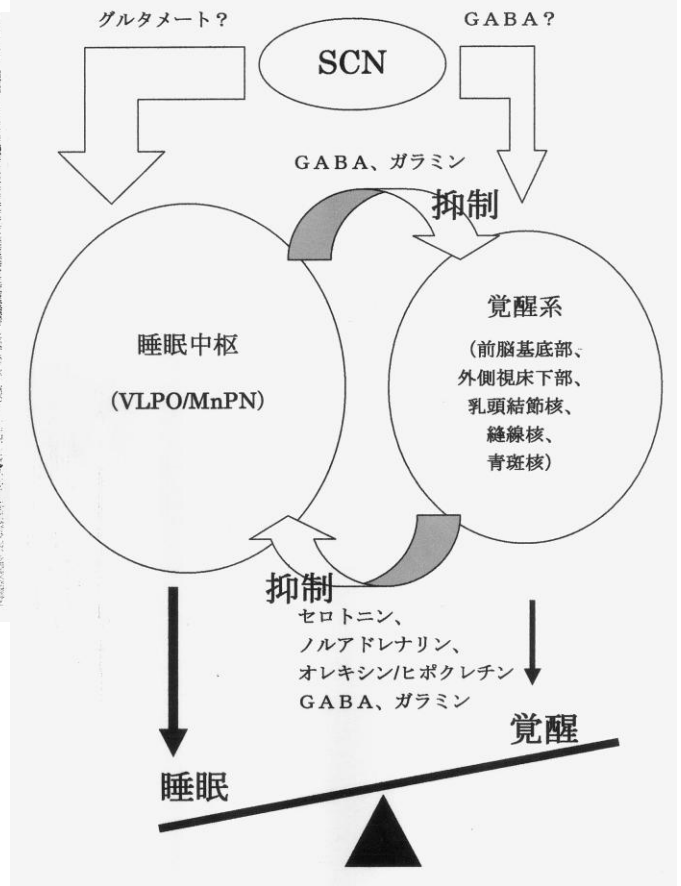 グルタメート？
GABA？
SCN
GABA、ガラミン
抑制
睡眠中枢
(VLPO/MnPN)
覚醒系
(前脳基底部、
外側視床下部、
乳頭結節核、
縫線核、
青斑核)
抑制
セロトニン、
ノルアドレナリン、
オレキシン/ヒポクレチン
GABA、ガラミン
覚醒
睡眠